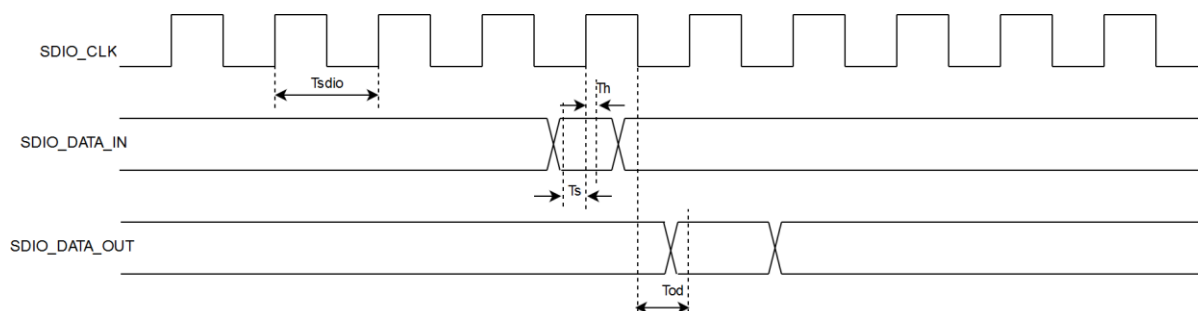 SDIO_CLK
Tsdio
Th
SDIO_DATA_IN
Ts
SDIO_DATA_OUT
Tod